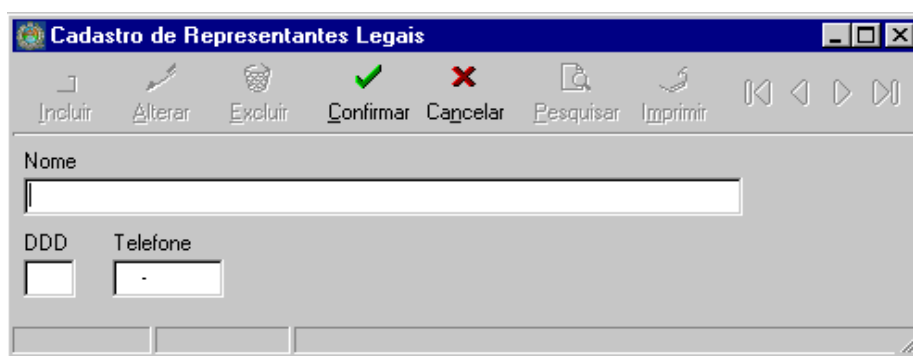 Cadastro de Representantes Legais
Incluir Alterar Excluir Confirmar Cancelar Pesquisar Imprimir
Nome
DDD Telefone
-